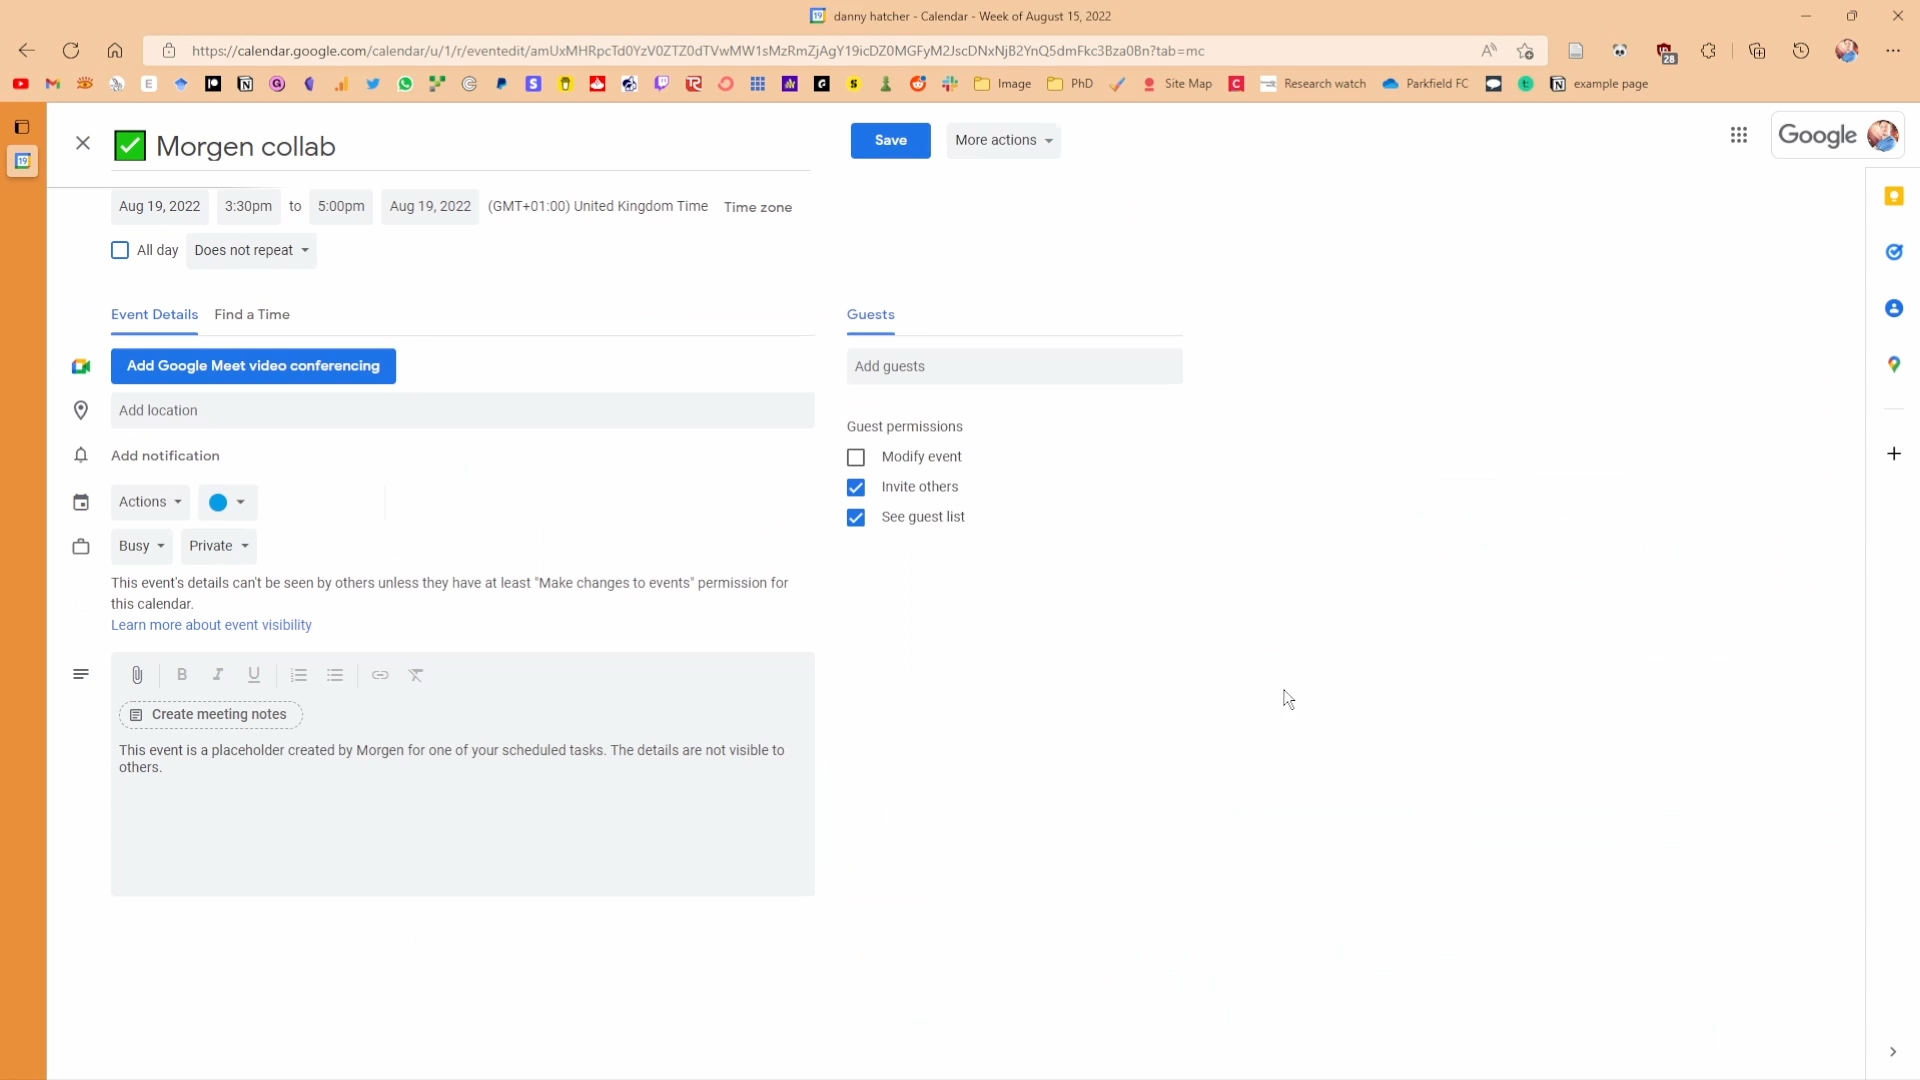 danny hatcher - Calendar - Week of August 15, 2022
https://calendar.google.com/calendar/u/1/r/eventedit/amUxMHRpcTd0YzV0ZTZ0dTVwMW1sMzRmZjAgY19icDZ0MGFyM2JscDNxNjB2YnQ5dmFkc3Bza0Bn?tab=mc
28
Image
PhD
Site Map
Research watch
Parkfield FC
example page
Morgen collab
Save
More actions
Google
Aug 19, 2022
3:30pm
to
5:00pm
Aug 19, 2022
(GMT+01:00) United Kingdom Time
Time zone
All day
Does not repeat
Event Details
Find a Time
Guests
Add Google Meet video conferencing
Add guests
Add location
Guest permissions
Add notification
Modify event
Invite others
Actions
See guest list
Busy
Private
This event's details can't be seen by others unless they have at least "Make changes to events" permission for
this calendar.
Learn more about event visibility
Create meeting notes
This event is a placeholder created by Morgen for one of your scheduled tasks. The details are not visible to
others.